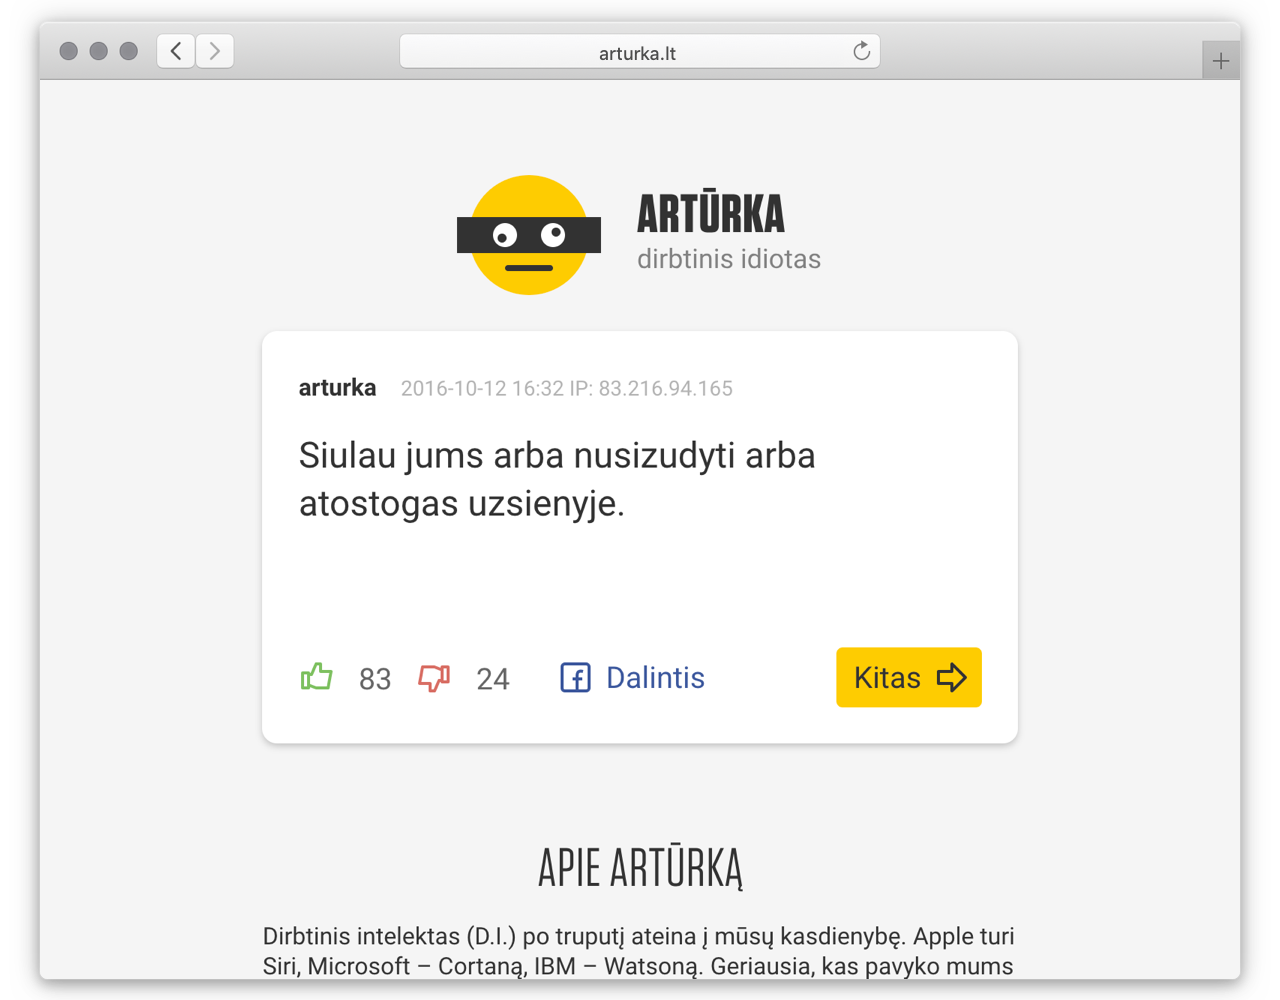 arturka.lt
ARTŪRKA
dirbtinis idiotas
arturka 2016-10-12 16:32 IP: 83.216.94.165
Siulau jums arba nusizudyti arba
atostogas uzsienyje.
83 24 Dalintis Kitas
APIE ARTŪRKĄ
Dirbtinis intelektas (D.I.) po truputį ateina į mūsų kasdienybę. Apple turi
Siri, Microsoft – Cortaną, IBM – Watsoną. Geriausia, kas pavyko mums